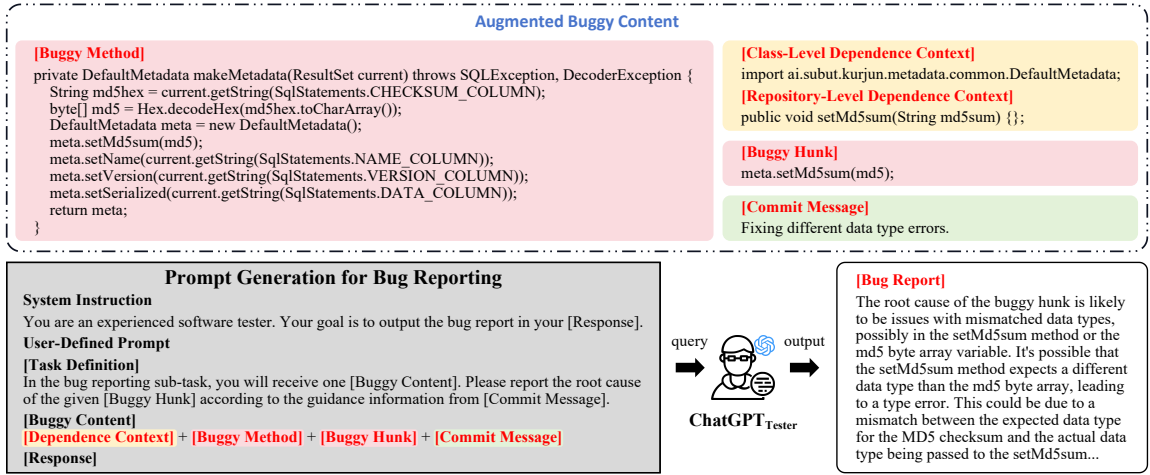 Augmented Buggy Content
[Buggy Method]
private DefaultMetadata makeMetadata(ResultSet current) throws SQLException, DecoderException {
String md5hex = current.getString(SqlStatements.CHECKSUM_COLUMN);
byte[] md5 = Hex.decodeHex(md5hex.toCharArray());
DefaultMetadata meta = new DefaultMetadata();
meta.setMd5sum(md5);
meta.setName(current.getString(SqlStatements.NAME_COLUMN));
meta.setVersion(current.getString(SqlStatements.VERSION_COLUMN));
meta.setSerialized(current.getString(SqlStatements.DATA_COLUMN));
return meta;
}
[Class-Level Dependence Context]
import ai.subut.kurjun.metadata.common.DefaultMetadata;
[Repository-Level Dependence Context]
public void setMd5sum(String md5sum) {};
[Buggy Hunk]
meta.setMd5sum(md5);
[Commit Message]
Fixing different data type errors.
Prompt Generation for Bug Reporting
System Instruction
You are an experienced software tester. Your goal is to output the bug report in your [Response].
User-Defined Prompt
[Task Definition]
In the bug reporting sub-task, you will receive one [Buggy Content]. Please report the root cause
of the given [Buggy Hunk] according to the guidance information from [Commit Message].
[Buggy Content]
[Dependence Context] + [Buggy Method] + [Buggy Hunk] + [Commit Message]
[Response]
query
output
ChatGPTTester
[Bug Report]
The root cause of the buggy hunk is likely
to be issues with mismatched data types,
possibly in the setMd5sum method or the
md5 byte array variable. It's possible that
the setMd5sum method expects a different
data type than the md5 byte array, leading
to a type error. This could be due to a
mismatch between the expected data type
for the MD5 checksum and the actual data
type being passed to the setMd5sum...